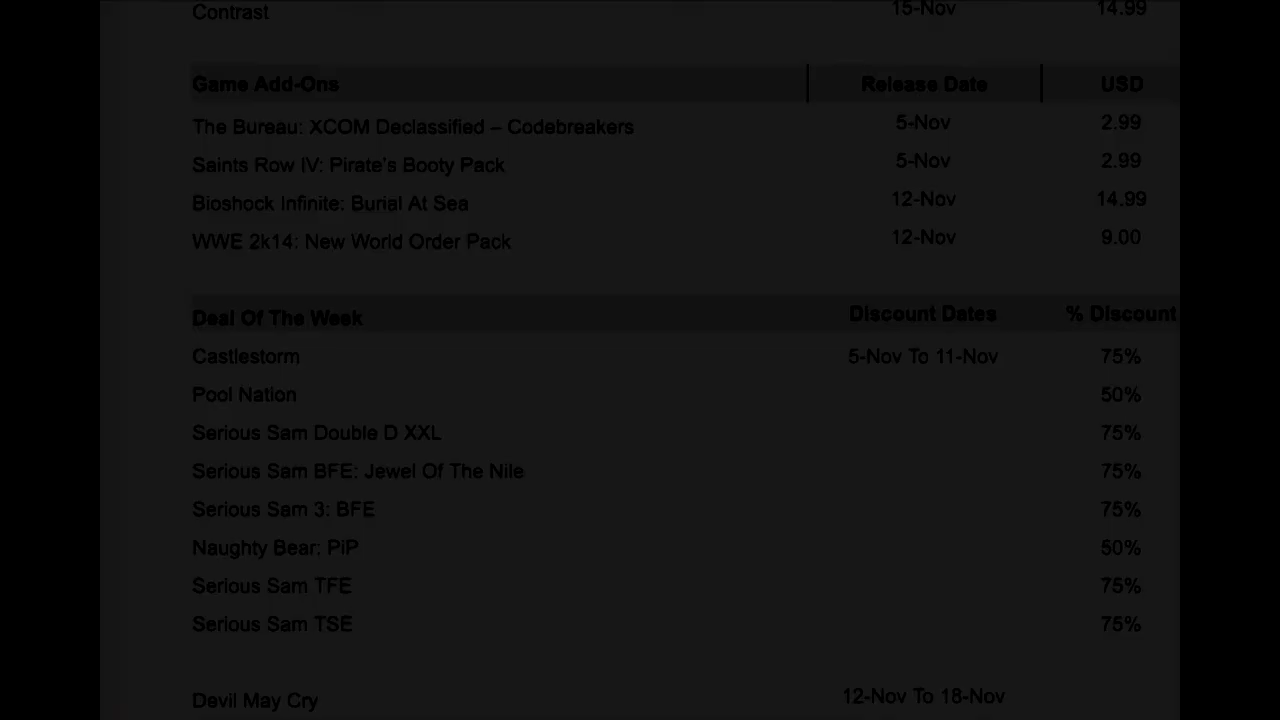 Contrast 15-Nov 14.99
Game Add-Ons Release Date USD
The Bureau: XCOM Declassified – Codebreakers 5-Nov 2.99
Saints Row IV: Pirate's Booty Pack 5-Nov 2.99
Bioshock Infinite: Burial At Sea 12-Nov 14.99
WWE 2k14: New World Order Pack 12-Nov 9.00
Deal Of The Week Discount Dates % Discount
Castlestorm 5-Nov To 11-Nov 75%
Pool Nation 50%
Serious Sam Double D XXL 75%
Serious Sam BFE: Jewel Of The Nile 75%
Serious Sam 3: BFE 75%
Naughty Bear: PiP 50%
Serious Sam TFE 75%
Serious Sam TSE 75%
Devil May Cry 12-Nov To 18-Nov